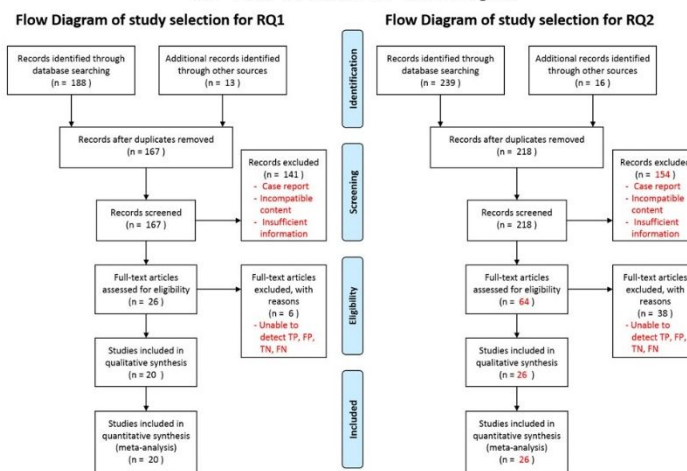 Flow Diagram of study selection for RQ1
Records identified through
database searching
(n = 188)
Additional records identified
through other sources
(n = 13)
Records after duplicates removed
(n = 167)
Records excluded
(n = 141)
- Case report
- Incompatible
content
- Insufficient
information
Records screened
(n = 167)
Full-text articles
assessed for eligibility
(n = 26)
Full-text articles
excluded, with
reasons
(n = 6)
- Unable to
detect TP, FP,
TN, FN
Studies included in
qualitative synthesis
(n = 20)
Studies included in
quantitative synthesis
(meta-analysis)
(n = 20)
Identification
Screening
Eligibility
Included
Flow Diagram of study selection for RQ2
Records identified through
database searching
(n = 239)
Additional records identified
through other sources
(n = 16)
Records after duplicates removed
(n = 218)
Records excluded
(n = 154)
- Case report
- Incompatible
content
- Insufficient
information
Records screened
(n = 218)
Full-text articles
assessed for eligibility
(n = 64)
Full-text articles
excluded, with
reasons
(n = 38)
- Unable to
detect TP, FP,
TN, FN
Studies included in
qualitative synthesis
(n = 26)
Studies included in
quantitative synthesis
(meta-analysis)
(n = 26)